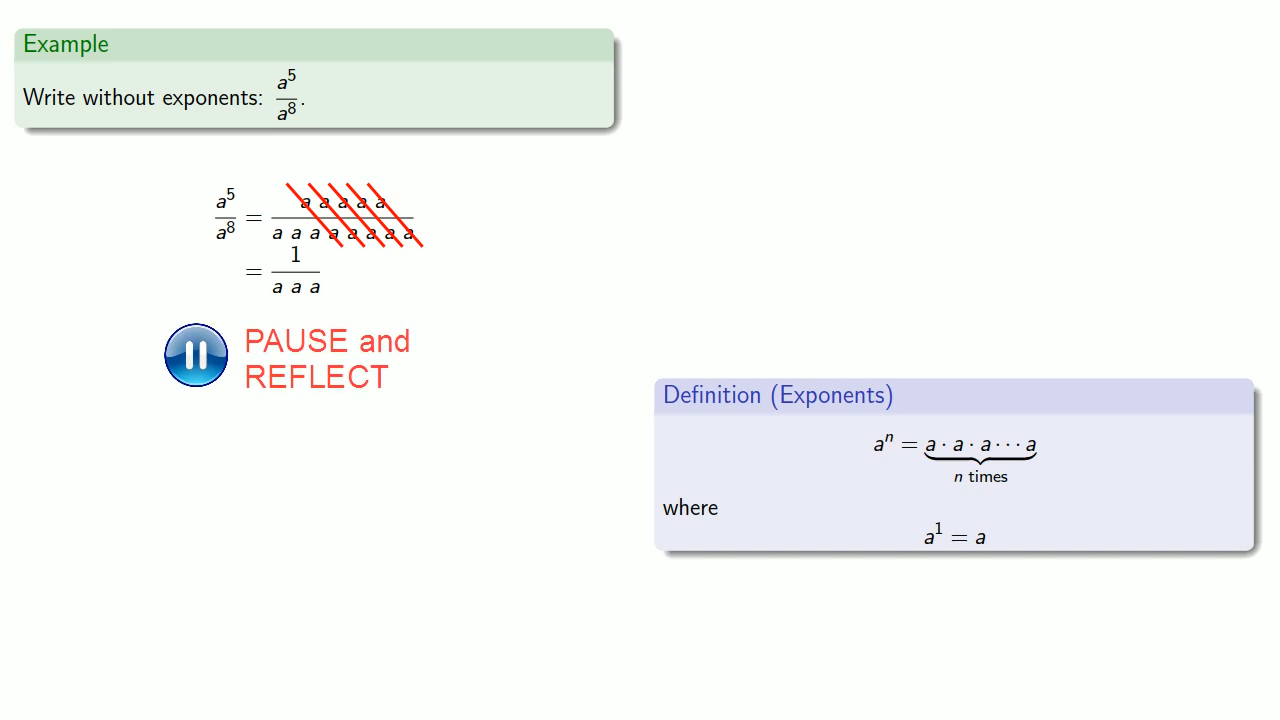 Example
Write without exponents: a^5/a^8.
a^5/a^8 = a a a a a / a a a a a a a a
= 1 / a a a
PAUSE and
REFLECT
Definition (Exponents)
a^n = a · a · a · · · a
n times
where
a^1 = a